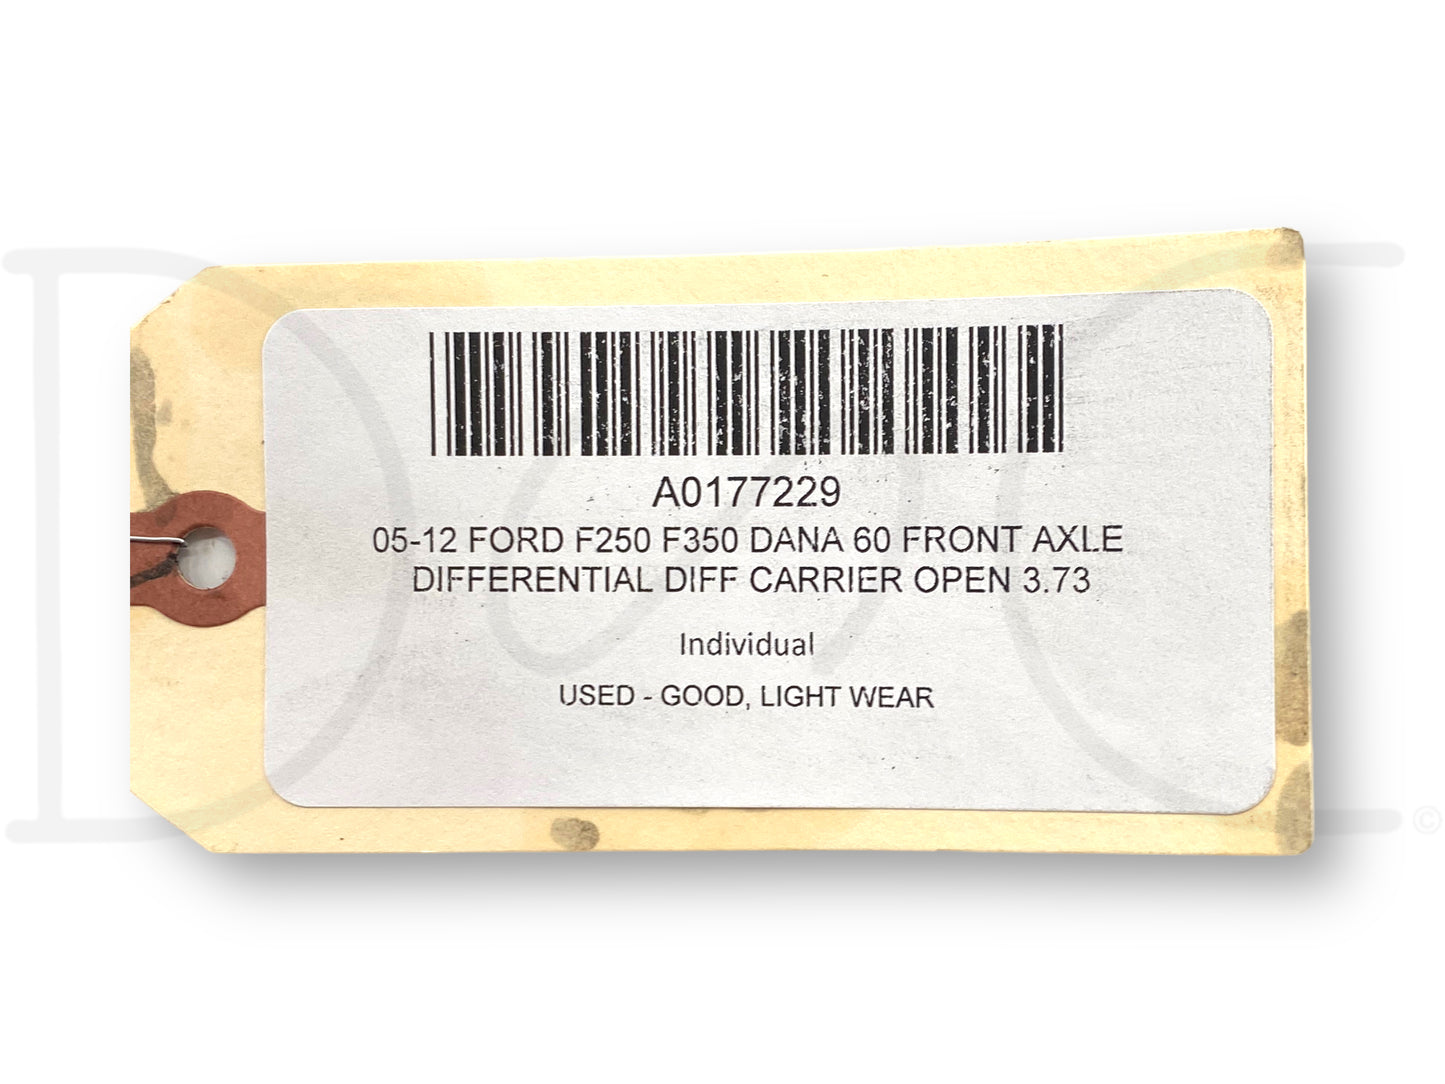 A0177229
05-12 FORD F250 F350 DANA 60 FRONT AXLE
DIFFERENTIAL DIFF CARRIER OPEN 3.73
Individual
USED - GOOD, LIGHT WEAR
©